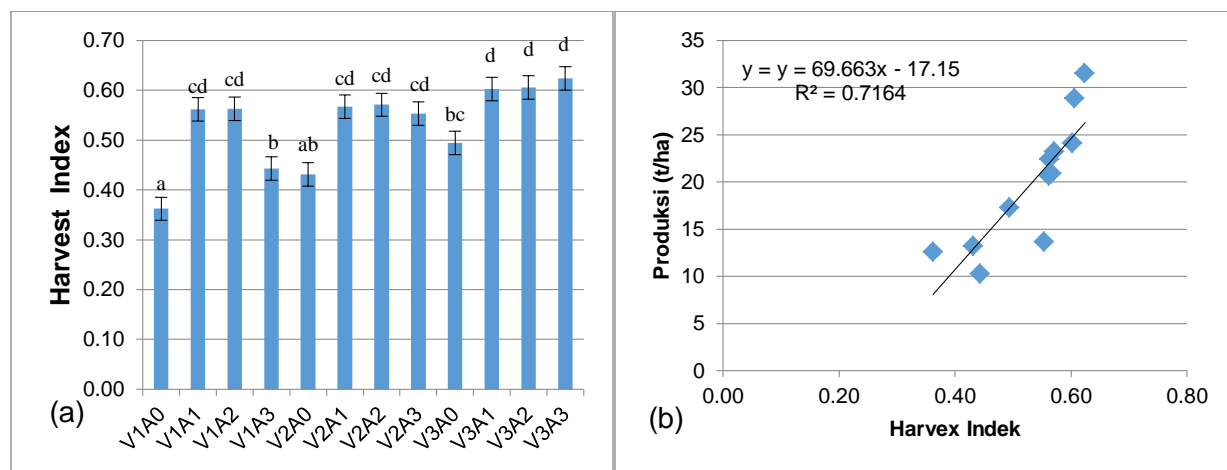 Harvest Index
0.70
0.60
0.50
0.40
0.30
0.20
0.10
0.00
a
cd
cd
b
ab
cd
cd
cd
bc
d
d
d
V1A0
V1A1
V1A2
V1A3
V2A0
V2A1
V2A2
V2A3
V3A0
V3A1
V3A2
V3A3
(a)
Produksi (t/ha)
35
30
25
20
15
10
5
0
y = y = 69.663x - 17.15
R² = 0.7164
0.00
0.20
0.40
0.60
0.80
Harvex Indek
(b)